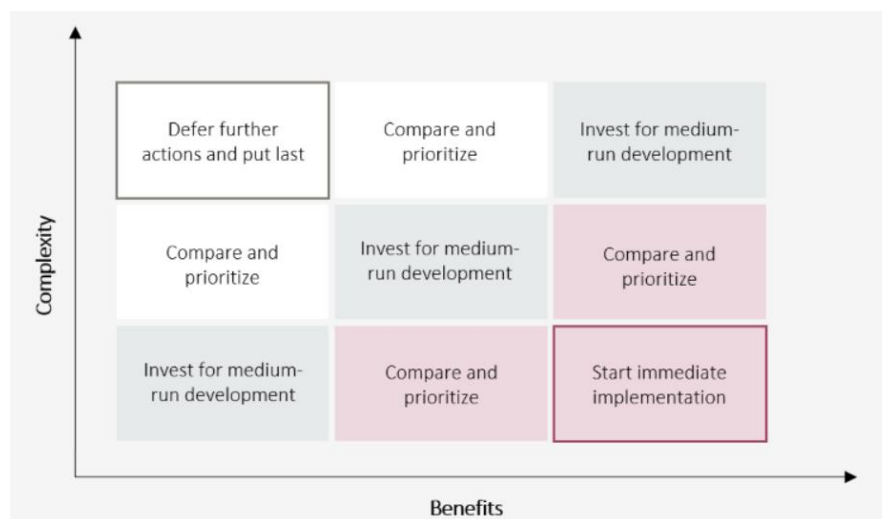 Complexity
Defer further
actions and put last
Compare and
prioritize
Invest for medium-
run development
Compare and
prioritize
Invest for medium-
run development
Compare and
prioritize
Invest for medium-
run development
Compare and
prioritize
Start immediate
implementation
Benefits